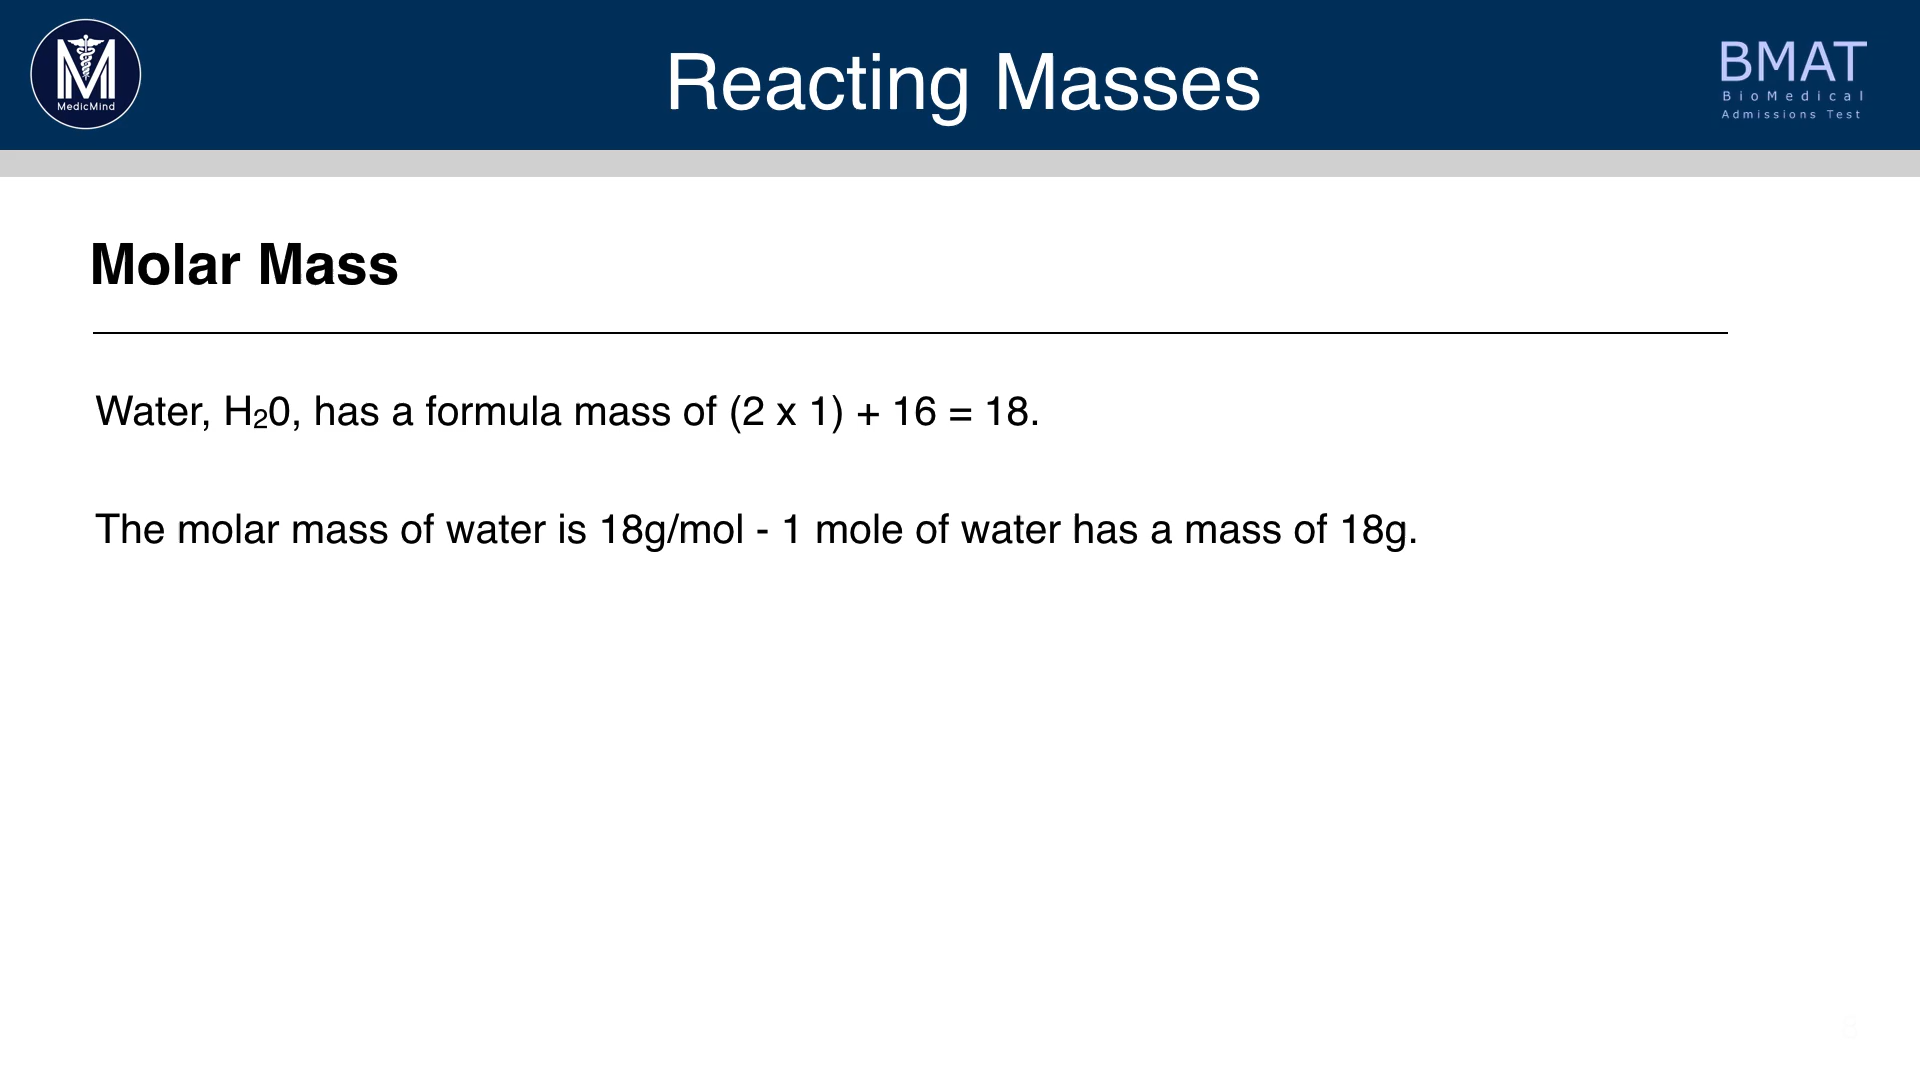 Reacting Masses
MedicMind
BMAT
BioMedical
Admissions Test
Molar Mass
Water, H₂0, has a formula mass of (2 x 1) + 16 = 18.
The molar mass of water is 18g/mol - 1 mole of water has a mass of 18g.